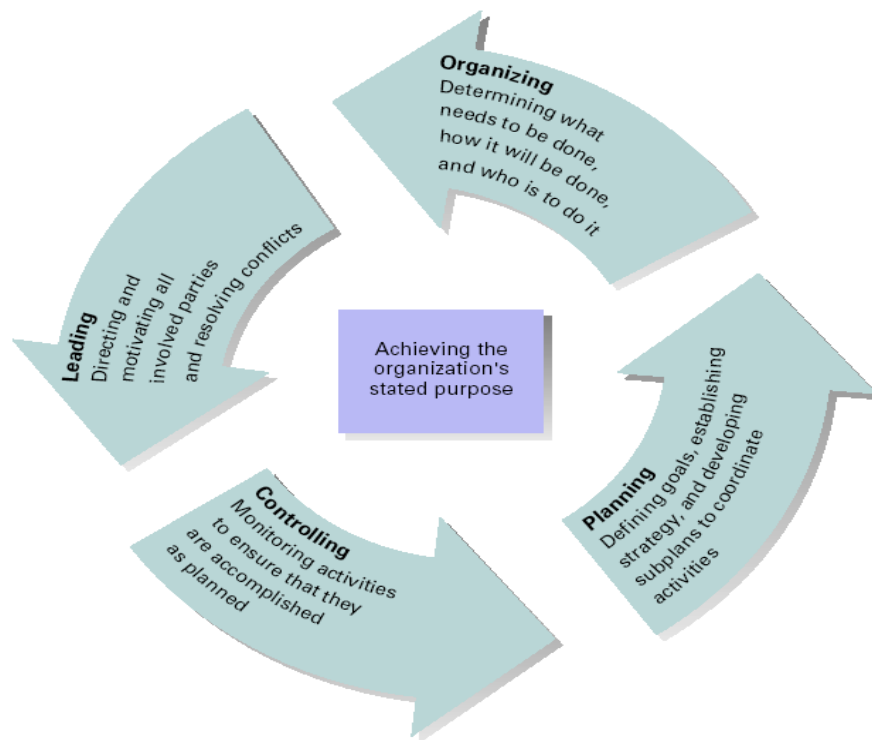 Organizing
Determining what
needs to be done,
how it will be done,
and who is to do it
Leading
Directing and
motivating all
involved parties
and resolving conflicts
Achieving the
organization's
stated purpose
Planning
Defining goals, establishing
strategy, and developing
subplans to coordinate
activities
Controlling
Monitoring activities
to ensure that they
are accomplished
as planned